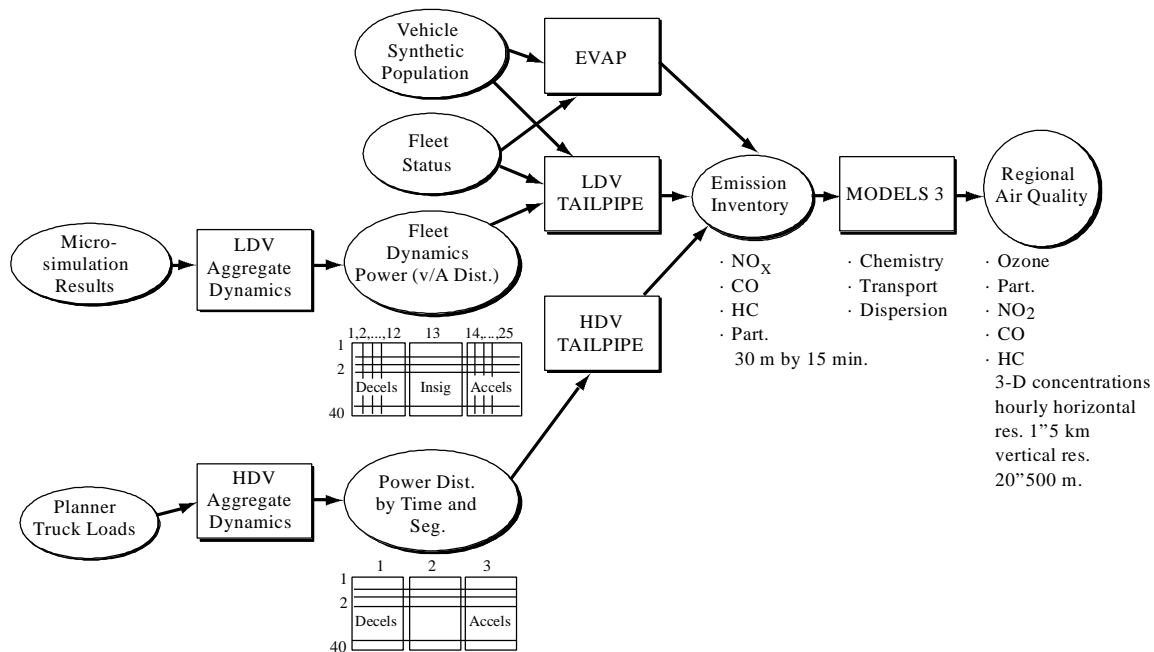 Vehicle
Synthetic
Population
EVAP
Fleet
Status
LDV
TAILPIPE
Emission
Inventory
MODELS 3
Regional
Air Quality
Micro-
simulation
Results
LDV
Aggregate
Dynamics
Fleet
Dynamics
Power (v/A Dist.)
HDV
TAILPIPE
· NOX
· CO
· HC
· Part.
30 m by 15 min.
· Chemistry
· Transport
· Dispersion
· Ozone
· Part.
· NO2
· CO
· HC
3-D concentrations
hourly horizontal
res. 1”5 km
vertical res.
20”500 m.
1,2,...,12 13 14,...,25
1
2
Decels Insig Accels
40
Planner
Truck Loads
HDV
Aggregate
Dynamics
Power Dist.
by Time and
Seg.
1 2 3
1
2
Decels Accels
40